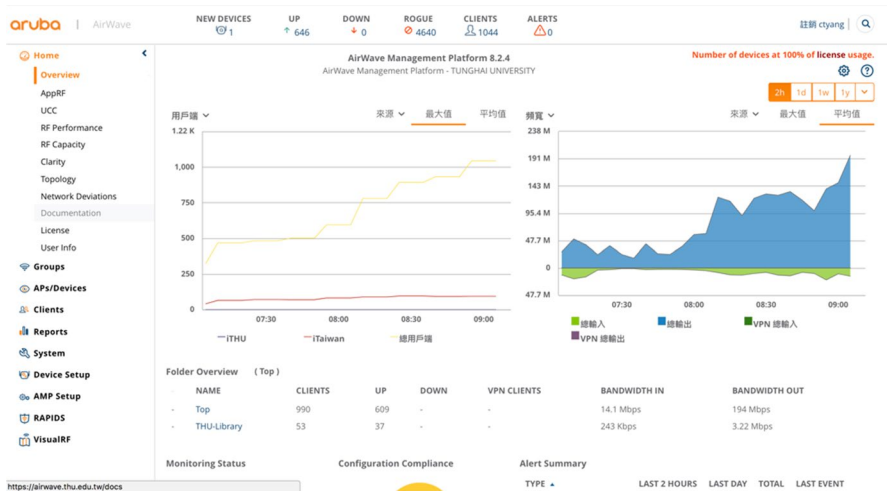 aruba | AirWave
NEW DEVICES UP DOWN ROGUE CLIENTS ALERTS
1 646 0 4640 1044 0
註銷 ctyang
Home
Overview
AppRF
UCC
RF Performance
RF Capacity
Clarity
Topology
Network Deviations
Documentation
License
User Info
Groups
APs/Devices
Clients
Reports
System
Device Setup
AMP Setup
RAPIDS
VisualRF
https://airwave.thu.edu.tw/docs
AirWave Management Platform 8.2.4
AirWave Management Platform - TUNGHAI UNIVERSITY
Number of devices at 100% of license usage.
2h 1d 1w 1y
用戶端 來源 最大值 平均值
1.22 K
1,000
750
500
250
0
07:30 08:00 08:30 09:00
iTHU iTaiwan 總用戶端
頻寬 來源 最大值 平均值
238 M
191 M
143 M
95.4 M
47.7 M
0
47.7 M
07:30 08:00 08:30 09:00
總輸入 總輸出 VPN 總輸入
VPN 總輸出
Folder Overview (Top)
NAME CLIENTS UP DOWN VPN CLIENTS BANDWIDTH IN BANDWIDTH OUT
- Top 990 609 - - 14.1 Mbps 194 Mbps
- THU-Library 53 37 - - 243 Kbps 3.22 Mbps
Monitoring Status Configuration Compliance Alert Summary
TYPE LAST 2 HOURS LAST DAY TOTAL LAST EVENT